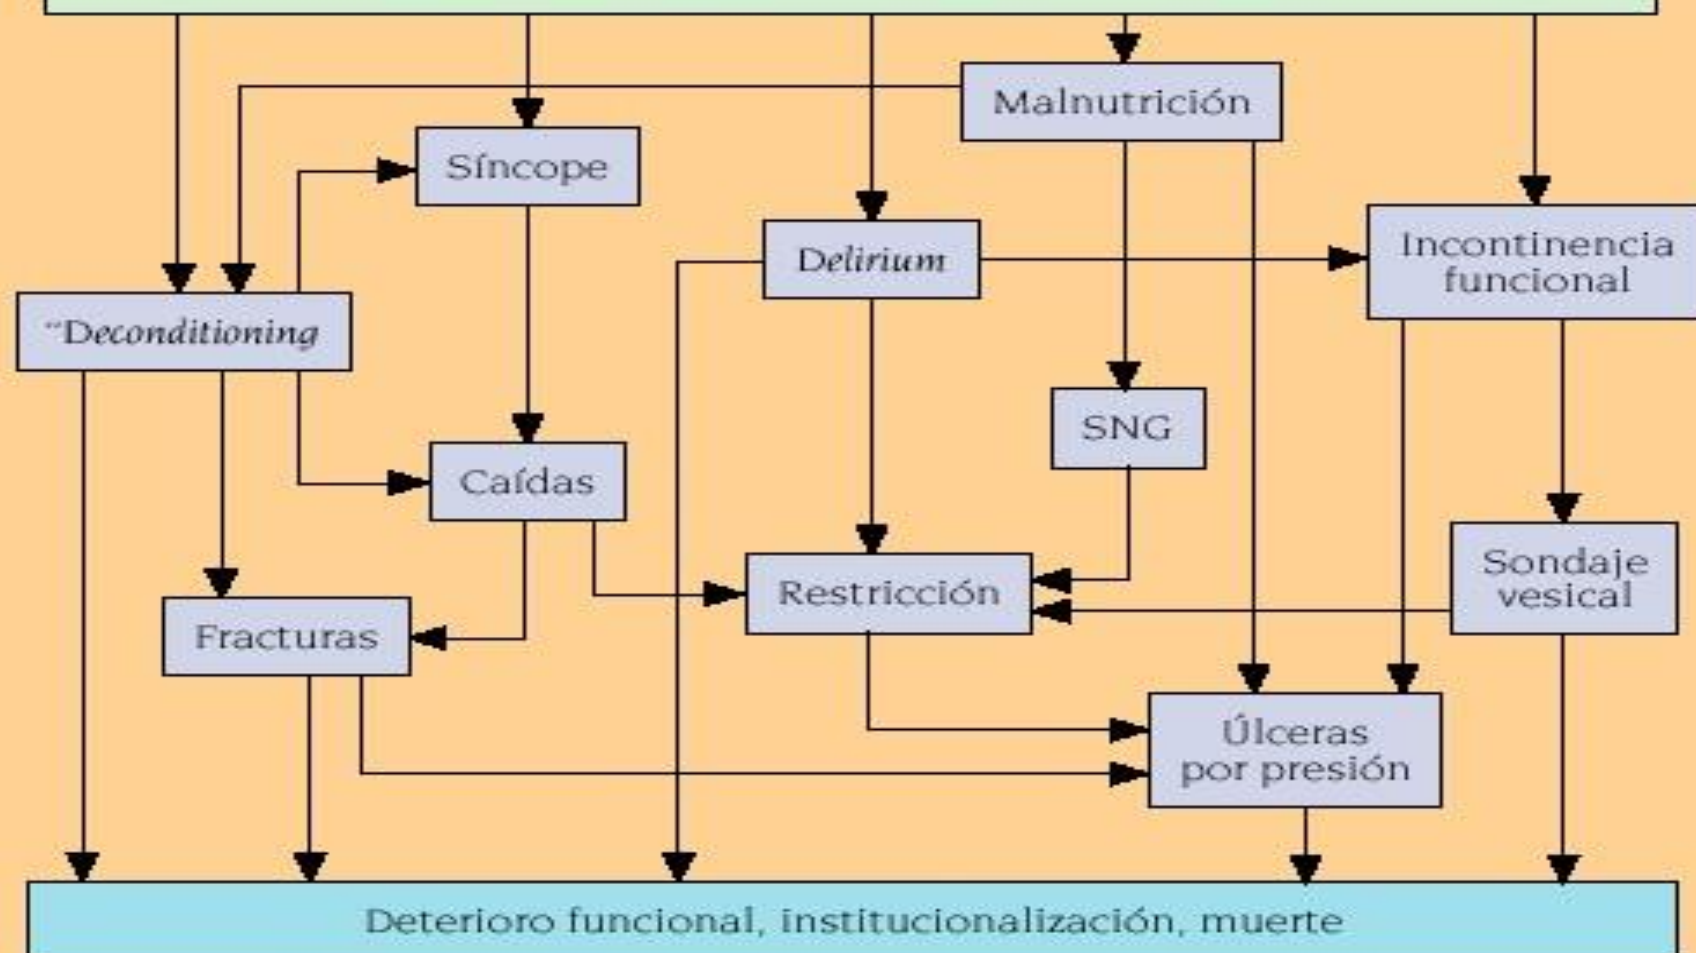 Malnutrición
Síncope
Delirium
Incontinencia
funcional
"Deconditioning
SNG
Caídas
Sondaje
vesical
Restricción
Fracturas
Úlceras
por presión
Deterioro funcional, institucionalización, muerte